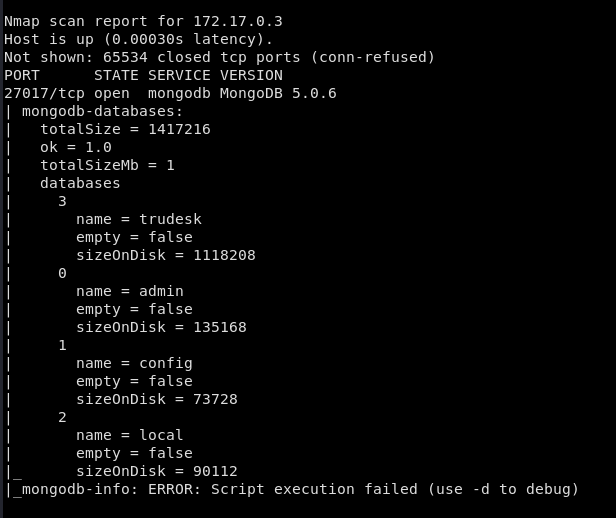 Nmap scan report for 172.17.0.3
Host is up (0.00030s latency).
Not shown: 65534 closed tcp ports (conn-refused)
PORT      STATE SERVICE VERSION
27017/tcp open  mongodb MongoDB 5.0.6
| mongodb-databases:
|   totalSize = 1417216
|   ok = 1.0
|   totalSizeMb = 1
|   databases
|     3
|       name = trudesk
|       empty = false
|       sizeOnDisk = 1118208
|     0
|       name = admin
|       empty = false
|       sizeOnDisk = 135168
|     1
|       name = config
|       empty = false
|       sizeOnDisk = 73728
|     2
|       name = local
|       empty = false
|_      sizeOnDisk = 90112
|_mongodb-info: ERROR: Script execution failed (use -d to debug)